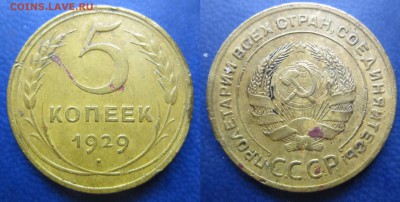 COINS.LAVE.RU
5
КОПЕЕК
1929
ПРОЛЕТАРИИ ВСЕХ СТРАН, СОЕДИНЯЙТЕСЬ!
СССР